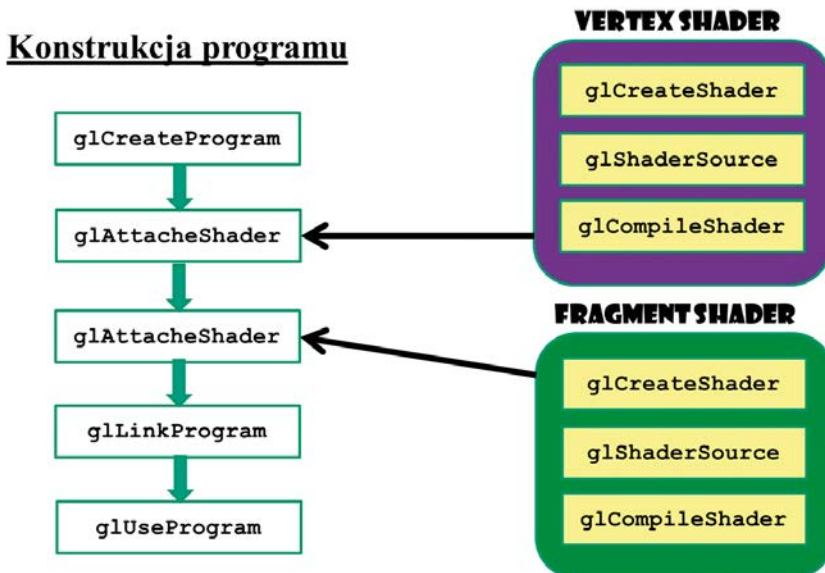 Konstrukcja programu
glCreateProgram
glAttacheShader
glAttacheShader
glLinkProgram
glUseProgram
VERTEX SHADER
glCreateShader
glShaderSource
glCompileShader
FRAGMENT SHADER
glCreateShader
glShaderSource
glCompileShader